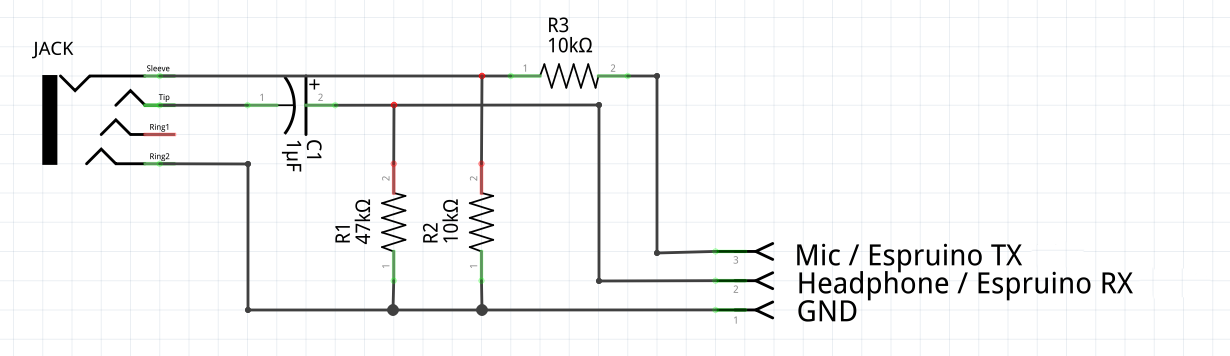 R3
10kΩ
JACK
Sleeve
1
2
+
Tip
1
2
Ring1
C1
1µF
Ring2
2
2
R1
47kΩ
R2
10kΩ
1
1
Mic / Espruino TX
3
Headphone / Espruino RX
2
GND
1